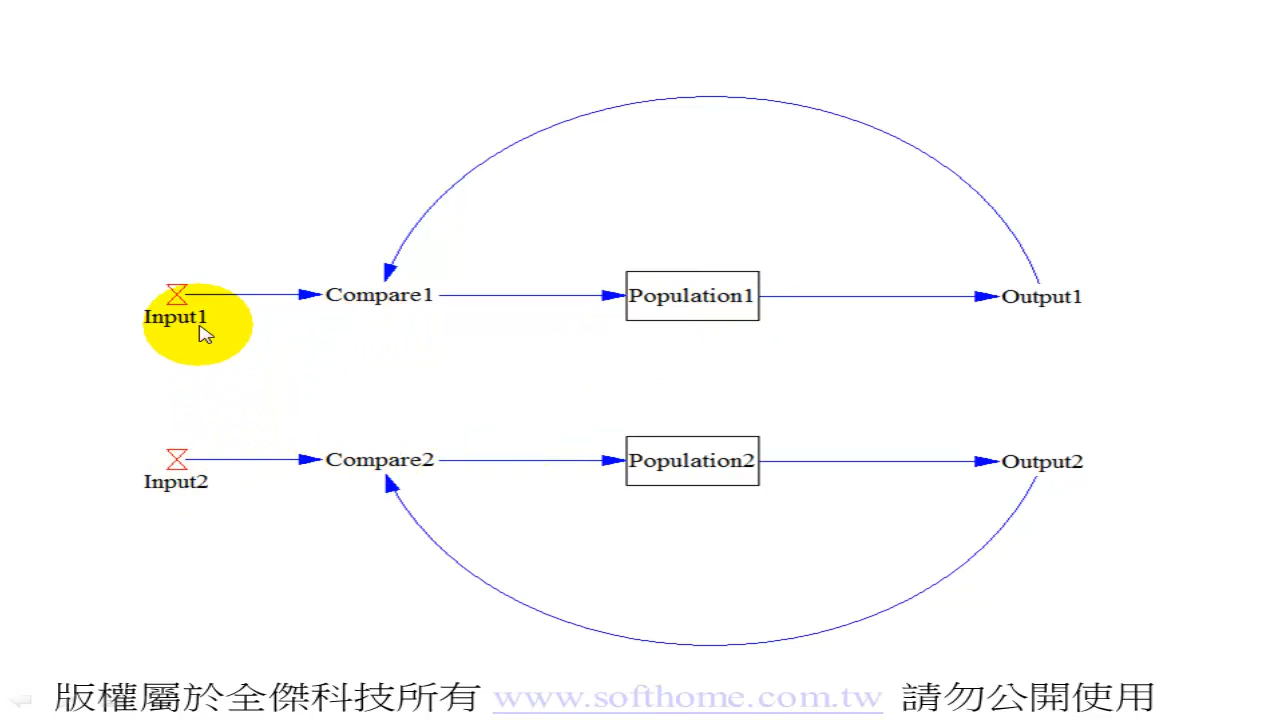 Input1
Compare1
Population1
Output1
Input2
Compare2
Population2
Output2
版權屬於全傑科技所有 www.softhome.com.tw 請勿公開使用